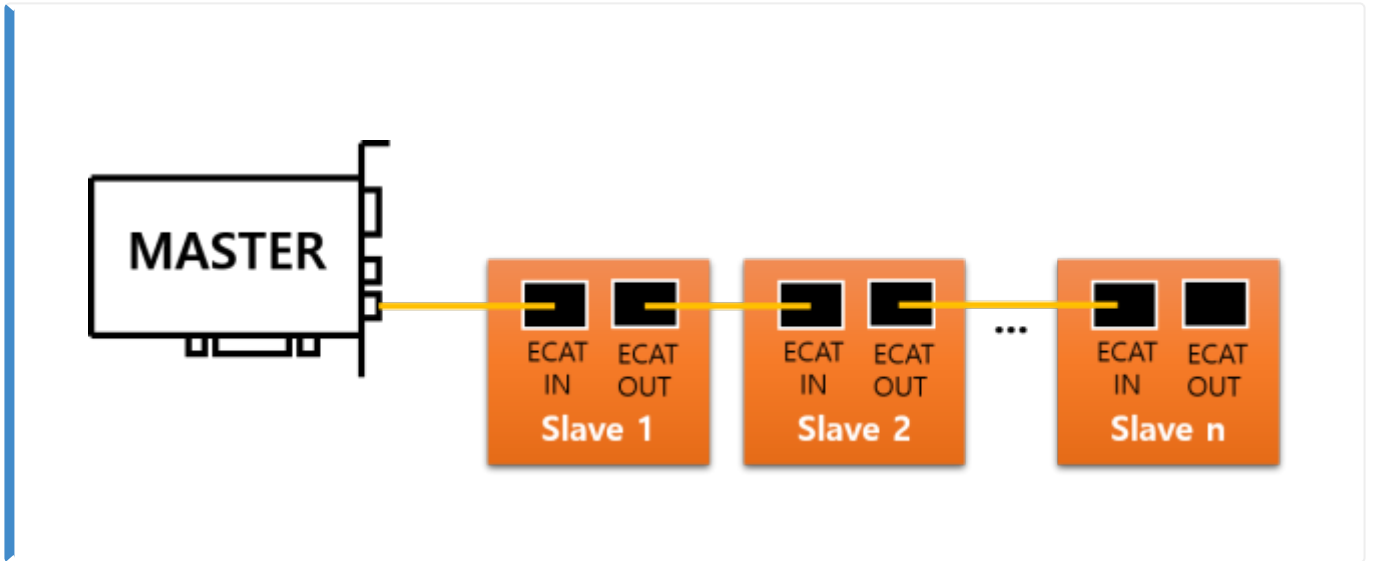 MASTER
ECAT
IN
ECAT
OUT
Slave 1
ECAT
IN
ECAT
OUT
Slave 2
...
ECAT
IN
ECAT
OUT
Slave n